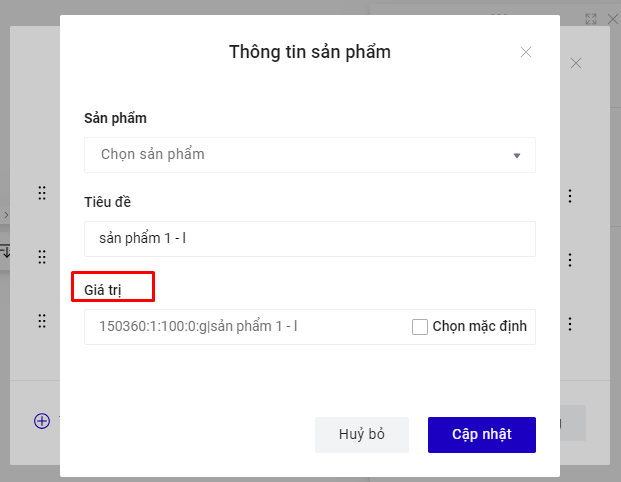 Thông tin sản phẩm
Sản phẩm
Chọn sản phẩm
Tiêu đề
sản phẩm 1 - l
Giá trị
150360:1:100:0:g|sản phẩm 1 - l
Chọn mặc định
Huỷ bỏ
Cập nhật